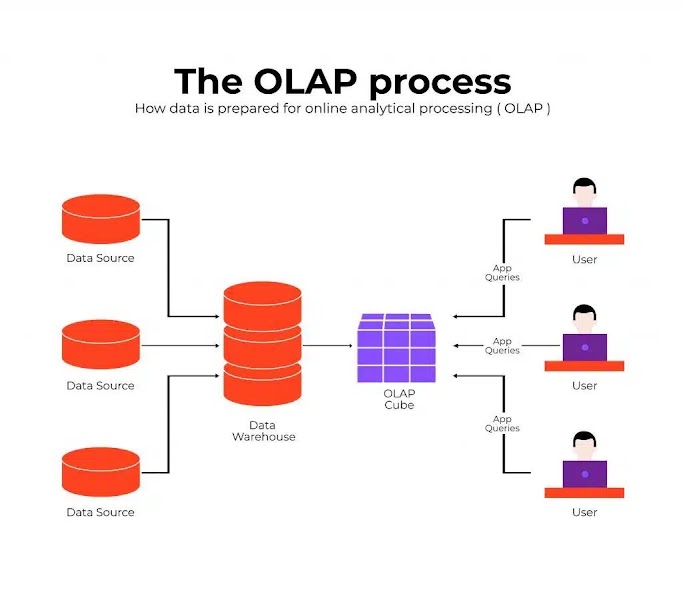 The OLAP process
How data is prepared for online analytical processing ( OLAP )
Data Source
App
Queries
User
Data Source
App
Queries
User
OLAP
Cube
Data
Warehouse
App
Queries
Data Source
User